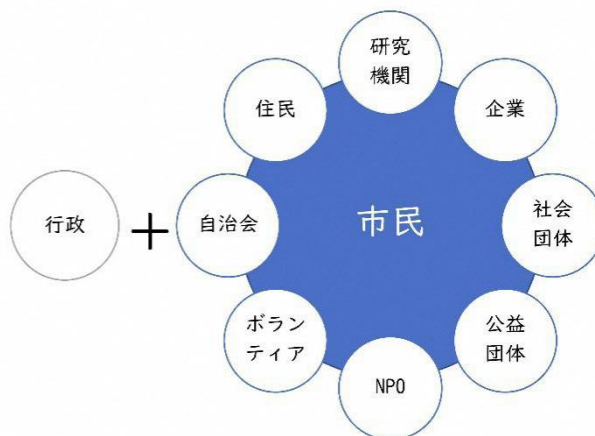 研究
機関
住民
企業
行政
＋
自治会
市民
社会
団体
ボラン
ティア
公益
団体
NPO